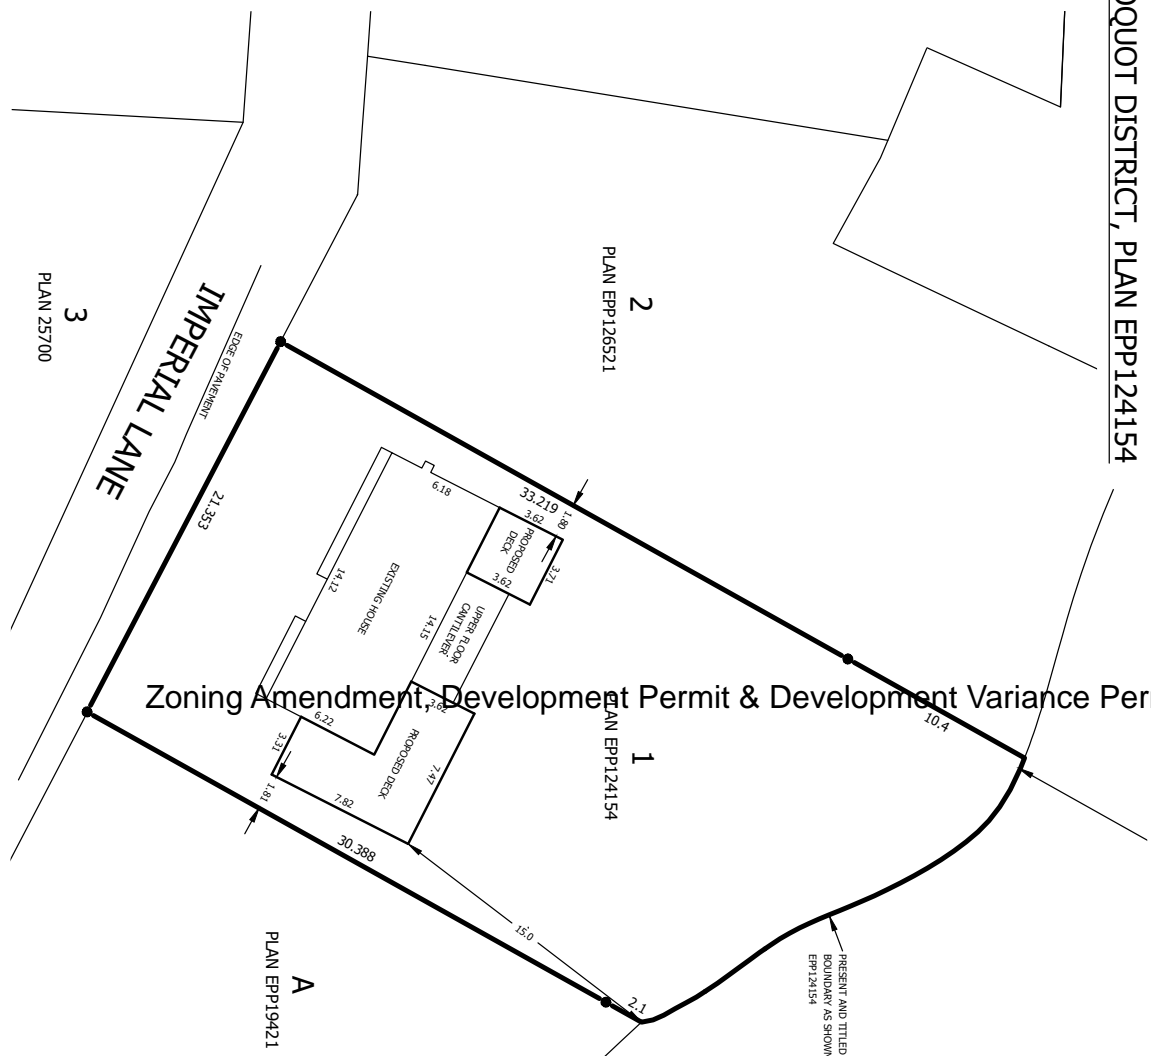 OQUOT DISTRICT, PLAN EPP124154
2
PLAN EPP126521
3
PLAN 25700
IMPERIAL LANE
EDGE OF PAVEMENT
21.353
33.219
10.4
1.80
6.18
3.62
PROPOSED
DECK
3.71
3.62
14.12
EXISTING HOUSE
14.15
UPPER FLOOR
CANTILEVER
Zoning Amendment, Development Permit & Development Variance Per
3.62
6.22
PROPOSED DECK
7.47
3.31
7.82
1.81
30.388
1
PLAN EPP124154
15.0
2.1
A
PLAN EPP19421
PRESENT AND TITLED
BOUNDARY AS SHOWN
EPP124154